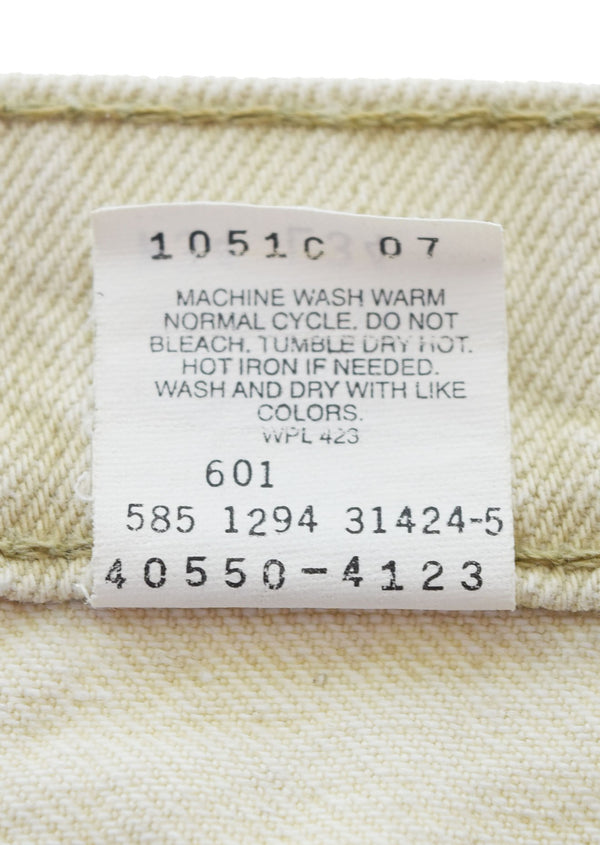 1051C 07
MACHINE WASH WARM
NORMAL CYCLE. DO NOT
BLEACH. TUMBLE DRY HOT.
HOT IRON IF NEEDED.
WASH AND DRY WITH LIKE
COLORS.
WPL 423
601
585 1294 31424-5
40550-4123